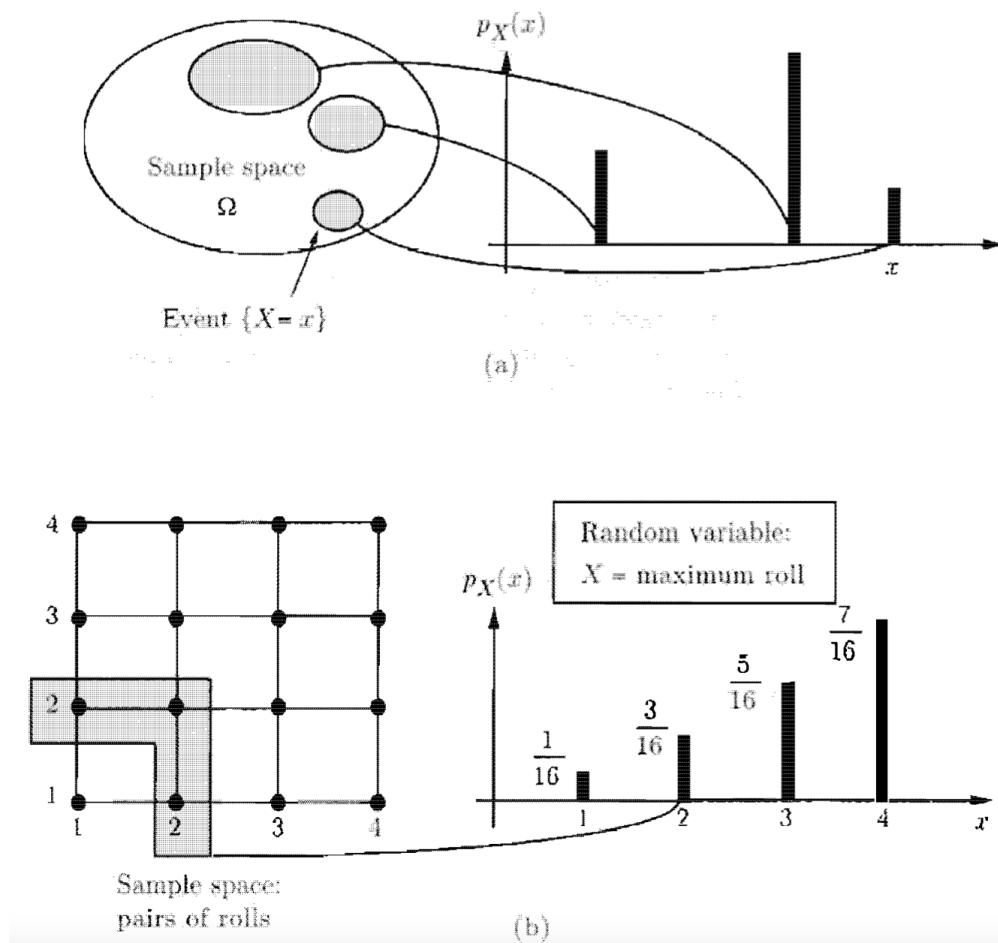 p_X(x)
Sample space
Ω
x
Event {X = x}
(a)
4
3
2
1
1 2 3 4
Sample space:
pairs of rolls
Random variable:
X = maximum roll
p_X(x)
1/16
3/16
5/16
7/16
1 2 3 4 x
(b)